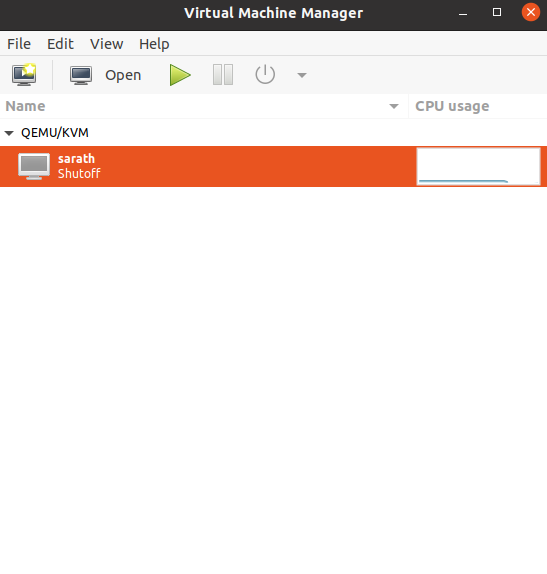 Virtual Machine Manager
File Edit View Help
Open
Name CPU usage
QEMU/KVM
sarath
Shutoff